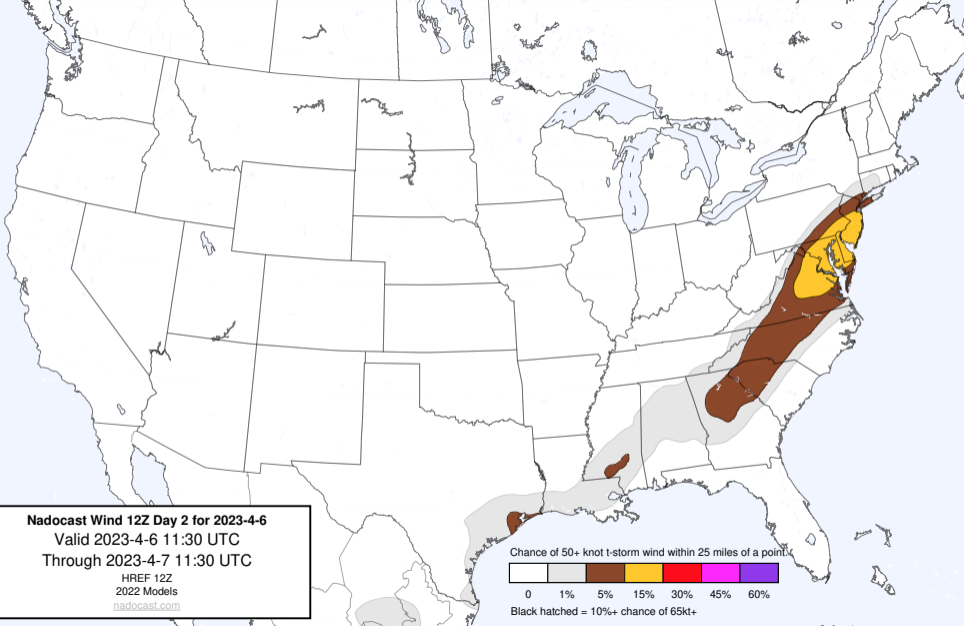 Nadocast Wind 12Z Day 2 for 2023-4-6
Valid 2023-4-6 11:30 UTC
Through 2023-4-7 11:30 UTC
HREF 12Z
2022 Models
nadocast.com
Chance of 50+ knot t-storm wind within 25 miles of a point.
0 1% 5% 15% 30% 45% 60%
Black hatched = 10%+ chance of 65kt+